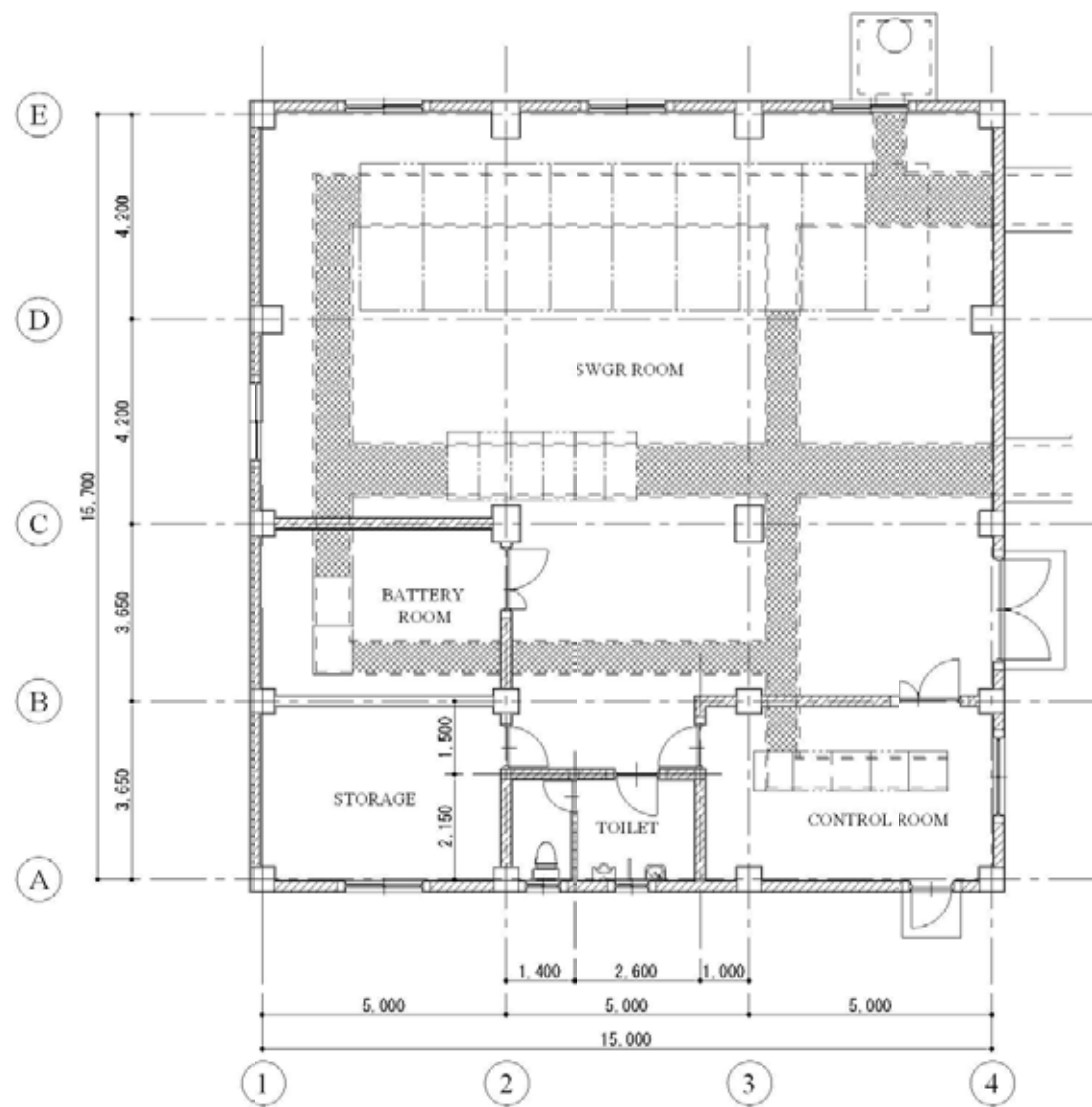 E
4,200
D
SWGR ROOM
4,200
15,700
C
BATTERY
ROOM
3,650
B
1,500
3,650
STORAGE
2,150
TOILET
CONTROL ROOM
A
1,400
2,600
1,000
5,000
5,000
5,000
15.000
1
2
3
4